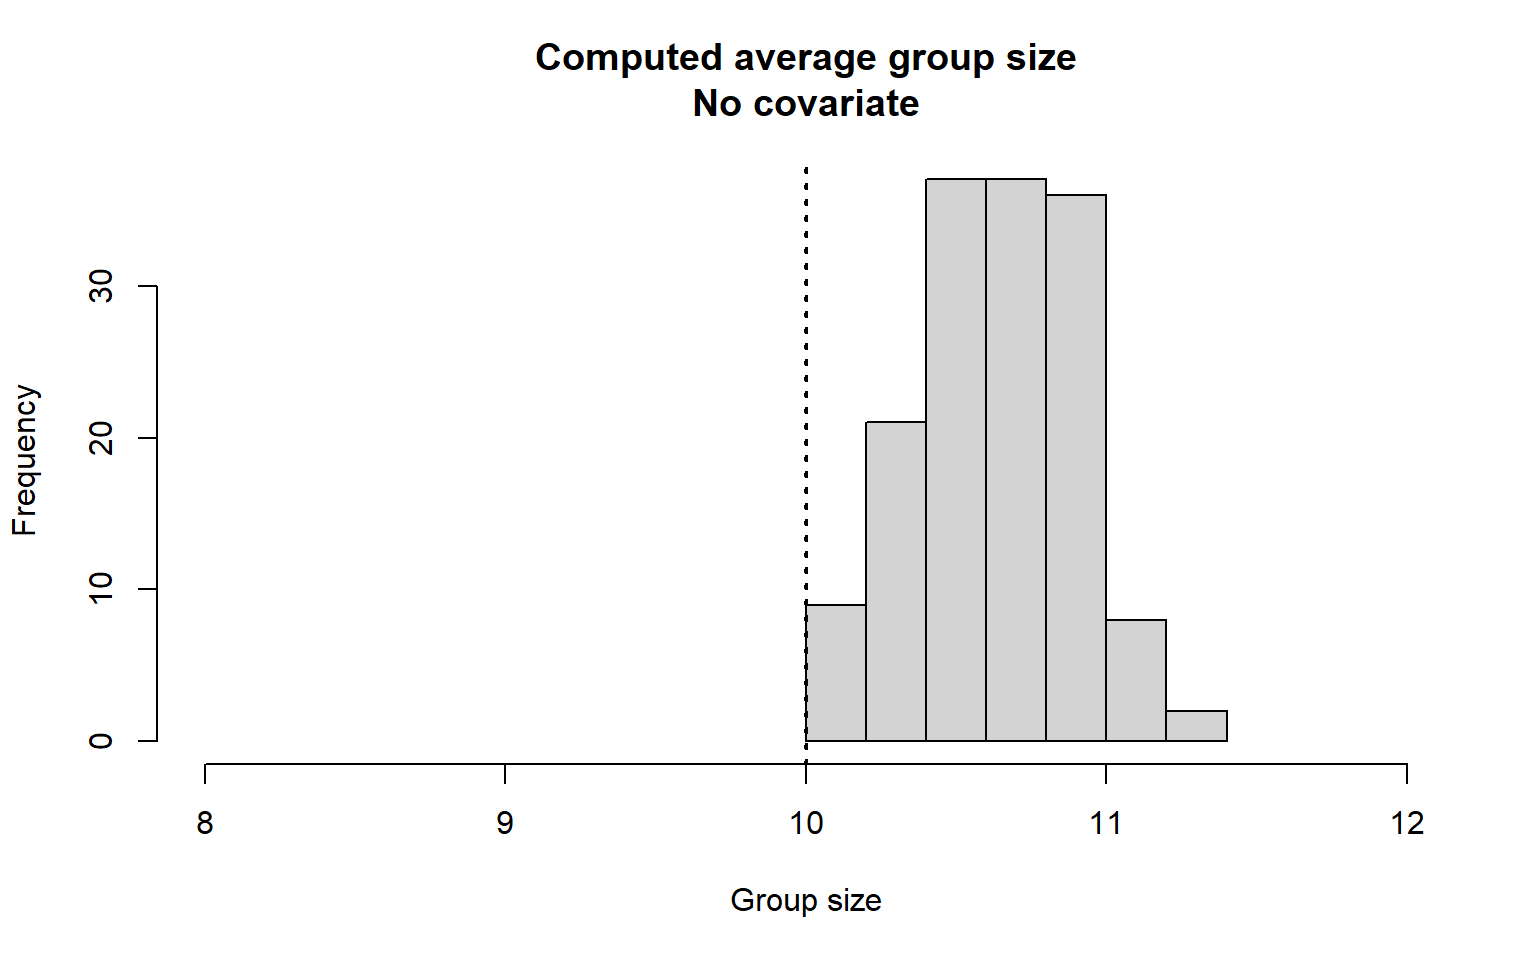 Computed average group size
No covariate
Frequency
30
20
10
0
8 9 10 11 12
Group size